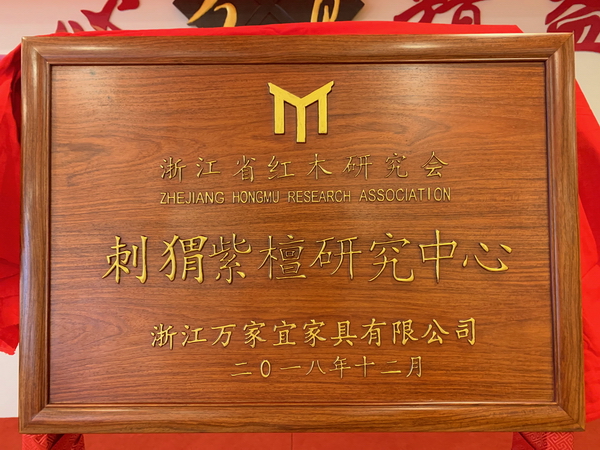 浙江省红木研究会
ZHEJIANG HONGMU RESEARCH ASSOCIATION
刺猬紫檀研究中心
浙江万家宜家具有限公司
二〇一八年十二月